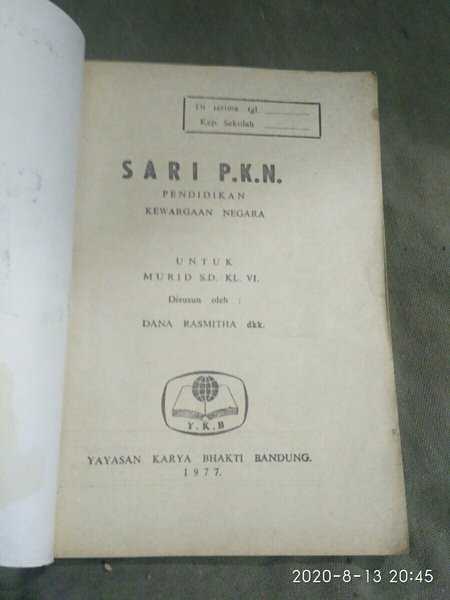 Di terima tgl
Kep. Sekolah
SARI P.K.N.
PENDIDIKAN
KEWARGAAN NEGARA
UNTUK
MURID S.D. KL. VI.
Disusun oleh :
DANA RASMITHA dkk.
Y.K.B
YAYASAN KARYA BHAKTI BANDUNG.
1977.
2020-8-13 20:45